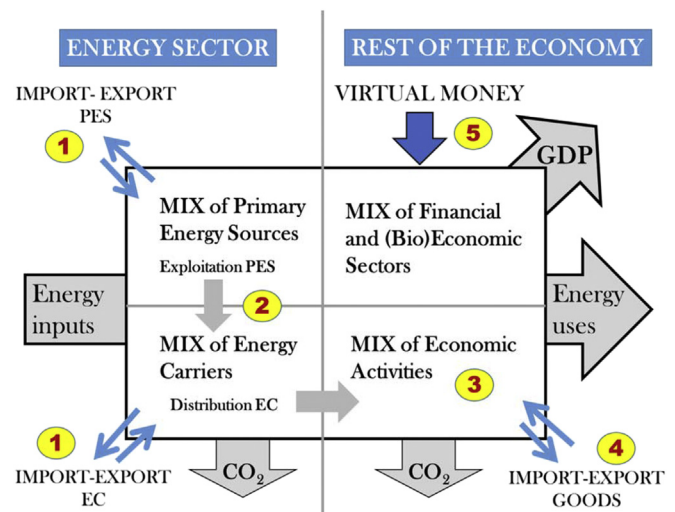 ENERGY SECTOR
REST OF THE ECONOMY
IMPORT- EXPORT
PES
1
VIRTUAL MONEY
5
GDP
MIX of Primary
Energy Sources
Exploitation PES
MIX of Financial
and (Bio)Economic
Sectors
Energy
inputs
2
Energy
uses
MIX of Energy
Carriers
Distribution EC
MIX of Economic
Activities
3
1
IMPORT-EXPORT
EC
CO₂
CO₂
4
IMPORT-EXPORT
GOODS